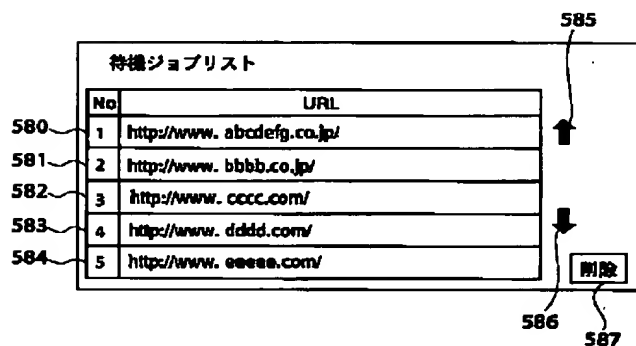 585
待機ジョブリスト
No URL
580 1 http://www. abcdefg.co.jp/
581 2 http://www. bbbb.co.jp/
582 3 http://www. cccc.com/
583 4 http://www. dddd.com/
584 5 http://www. eeeee.com/
削除
586
587